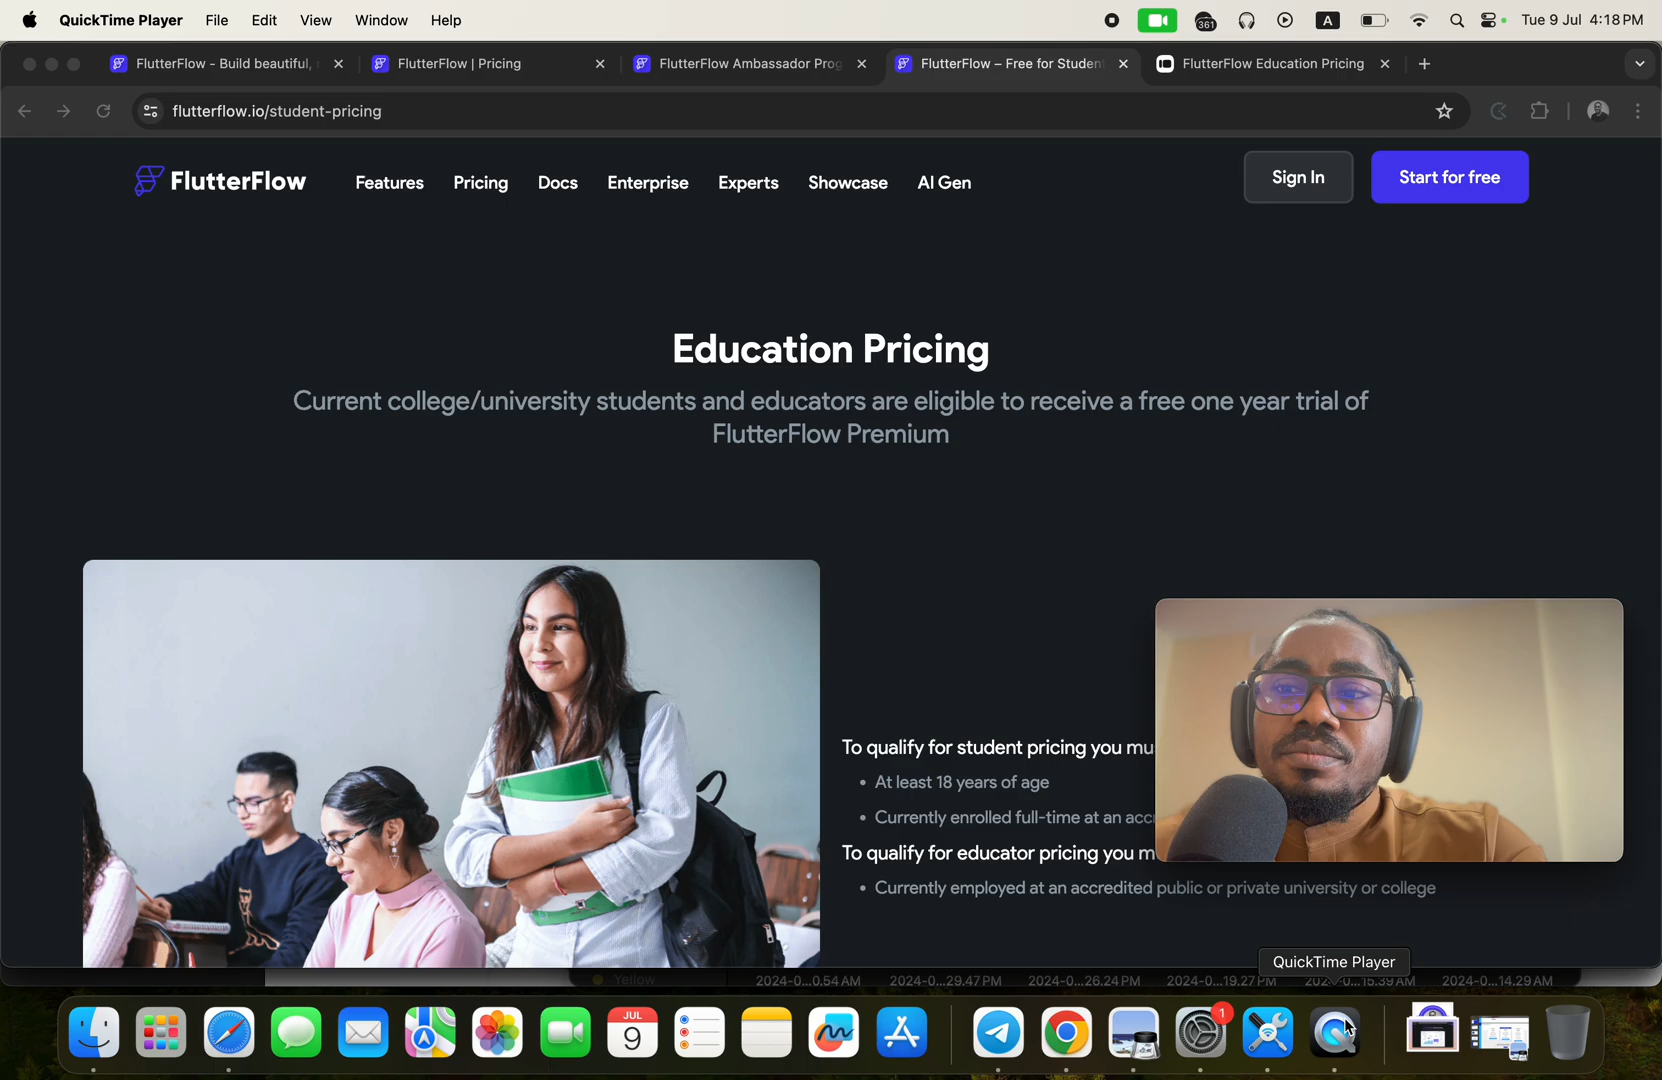 QuickTime Player File Edit View Window Help
361 A Tue 9 Jul 4:18 PM
FlutterFlow - Build beautiful, FlutterFlow | Pricing FlutterFlow Ambassador Prog FlutterFlow – Free for Student FlutterFlow Education Pricing
flutterflow.io/student-pricing
FlutterFlow Features Pricing Docs Enterprise Experts Showcase AI Gen Sign In Start for free
Education Pricing
Current college/university students and educators are eligible to receive a free one year trial of
FlutterFlow Premium
To qualify for student pricing you mu
• At least 18 years of age
• Currently enrolled full-time at an acc
To qualify for educator pricing you m
• Currently employed at an accredited public or private university or college
QuickTime Player
Yellow 2024-0...0.54 AM 2024-0...29.47 PM 2024-0...26.24 PM 2024-0...19.27 PM 2024-0...14.29 AM
JUL
9
1